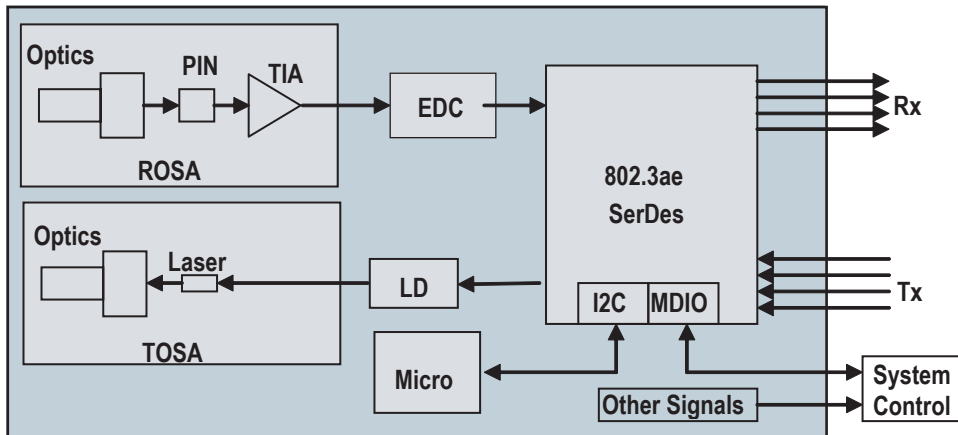 Optics
PIN
TIA
ROSA
EDC
802.3ae
SerDes
Rx
Optics
Laser
TOSA
LD
I2C
MDIO
Tx
Micro
Other Signals
System
Control